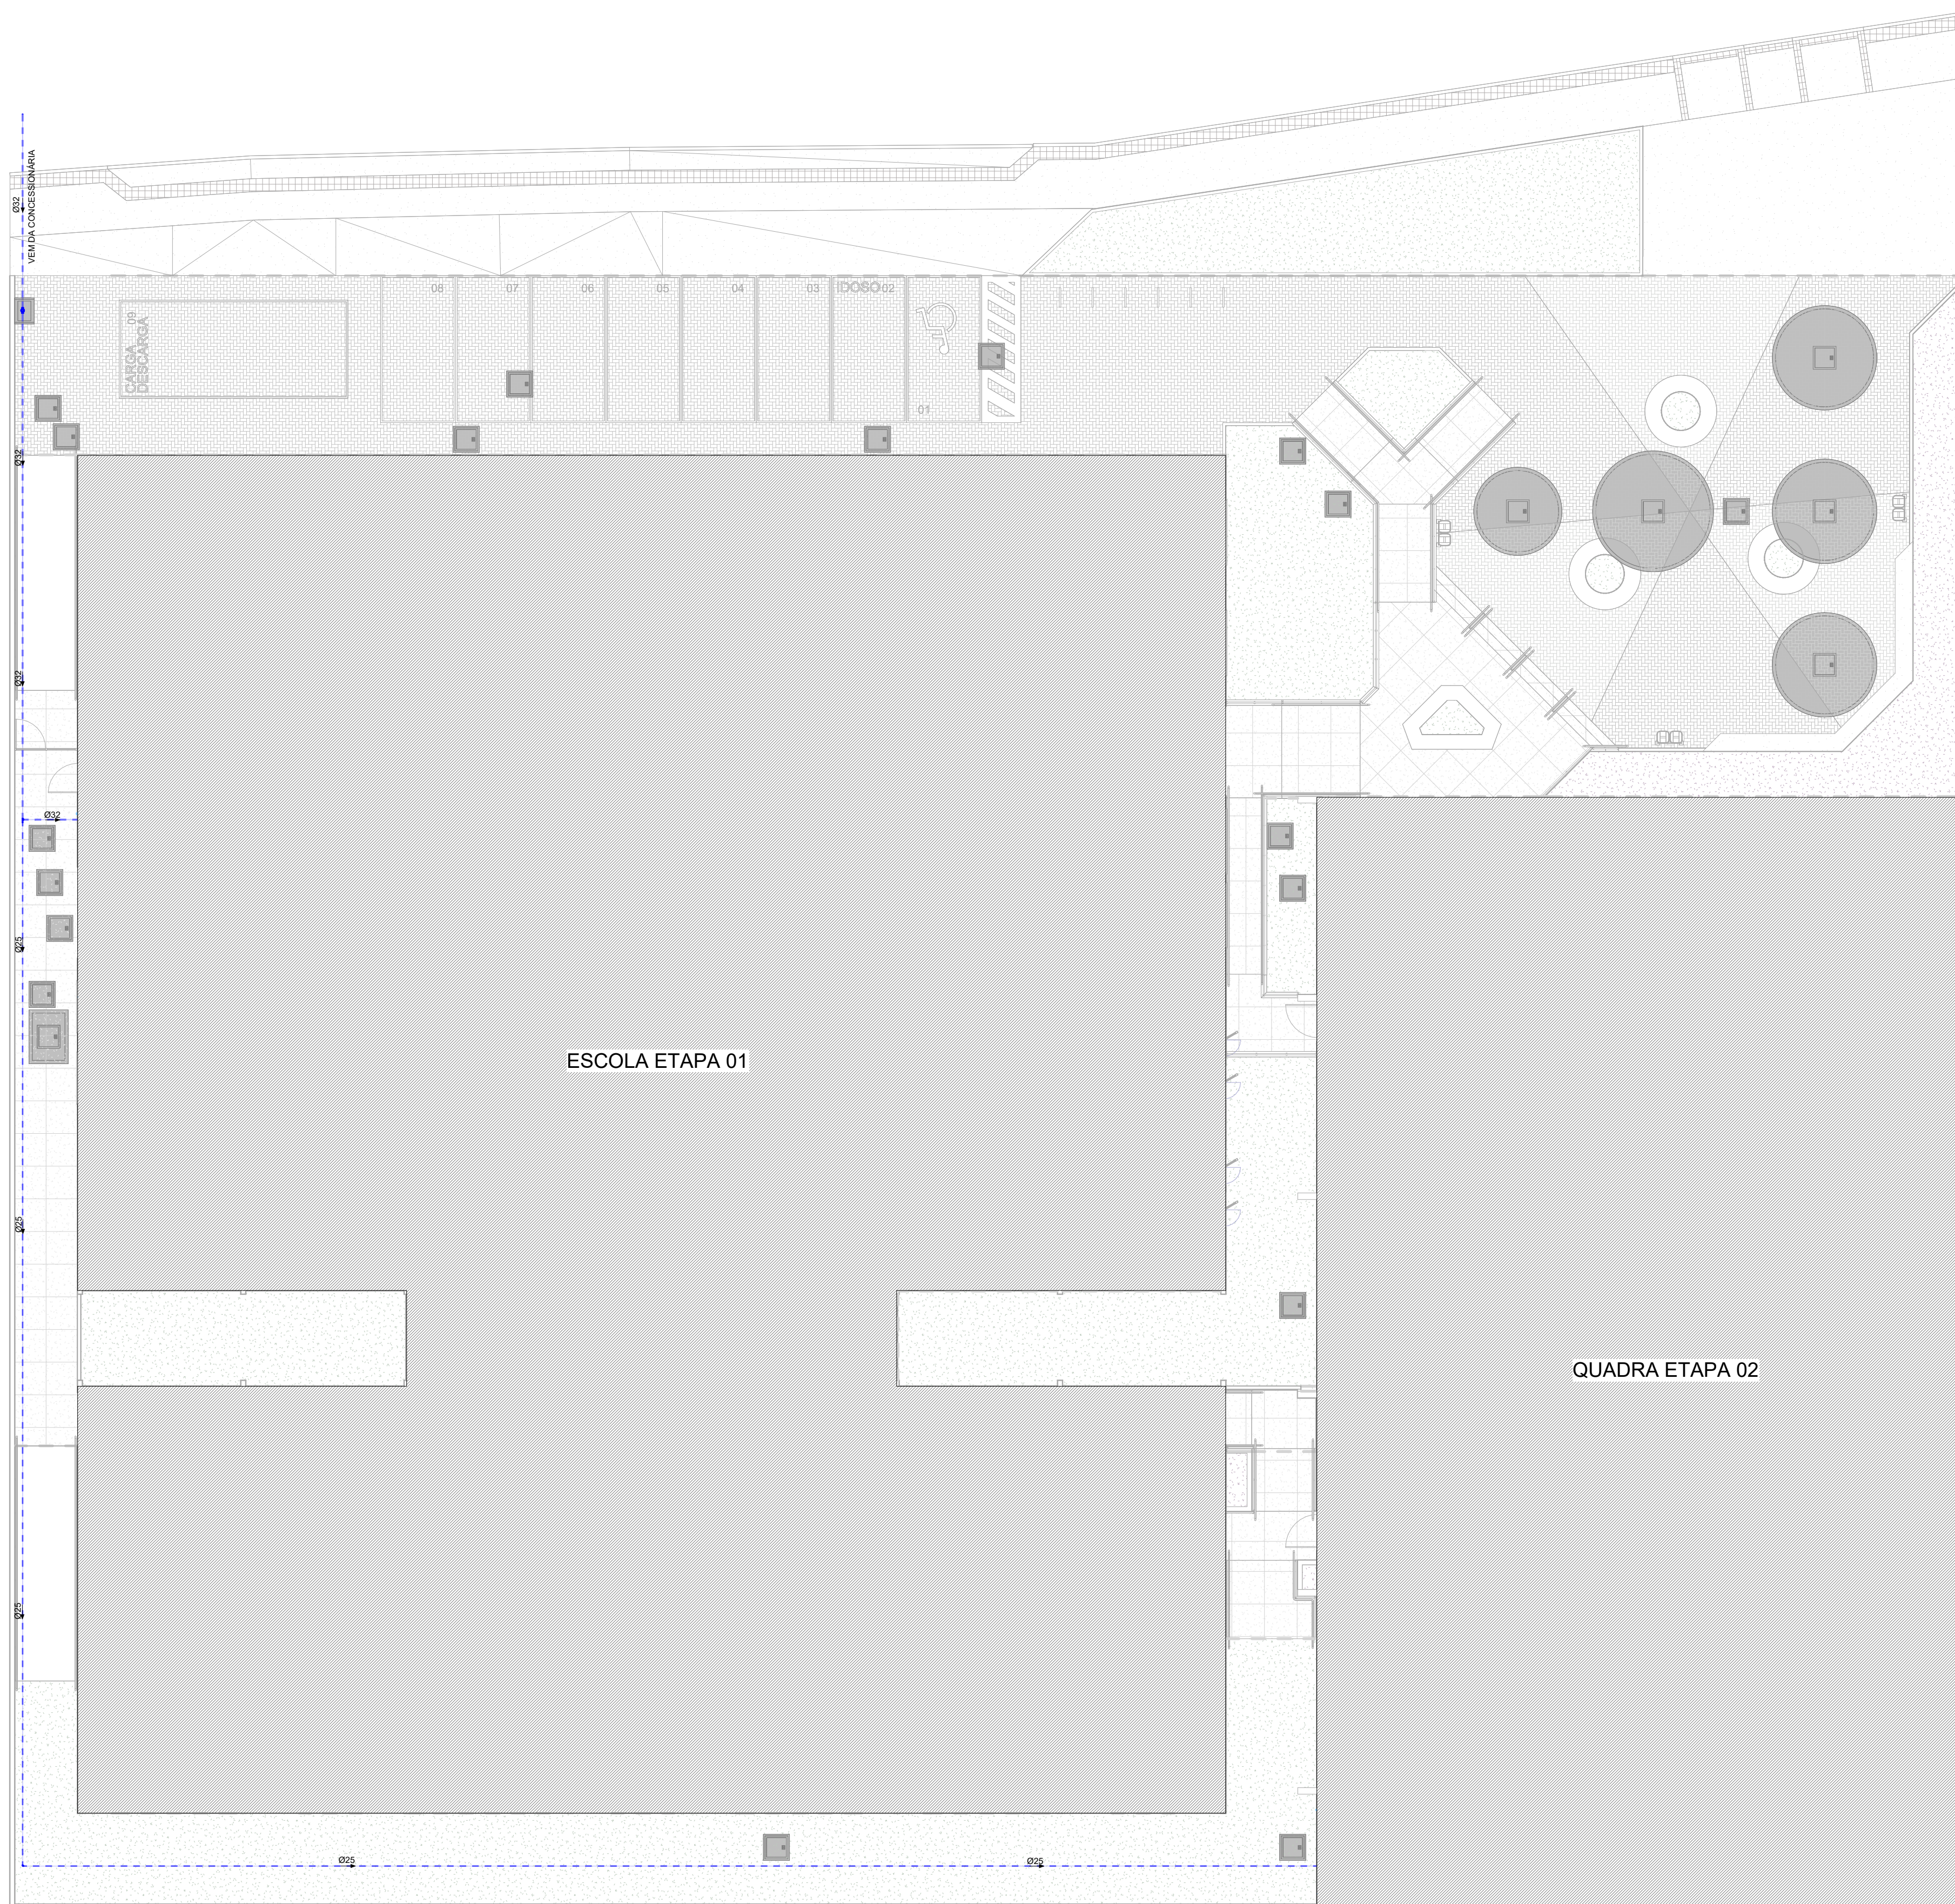 Ø32
VEM DA CONCESSIONÁRIA
08
07
06
05
04
03
IDOSO 02
09
CARGA
DESCARGA
01
Ø32
Ø32
Ø32
Ø25
ESCOLA ETAPA 01
Ø25
QUADRA ETAPA 02
Ø25
Ø25
Ø25